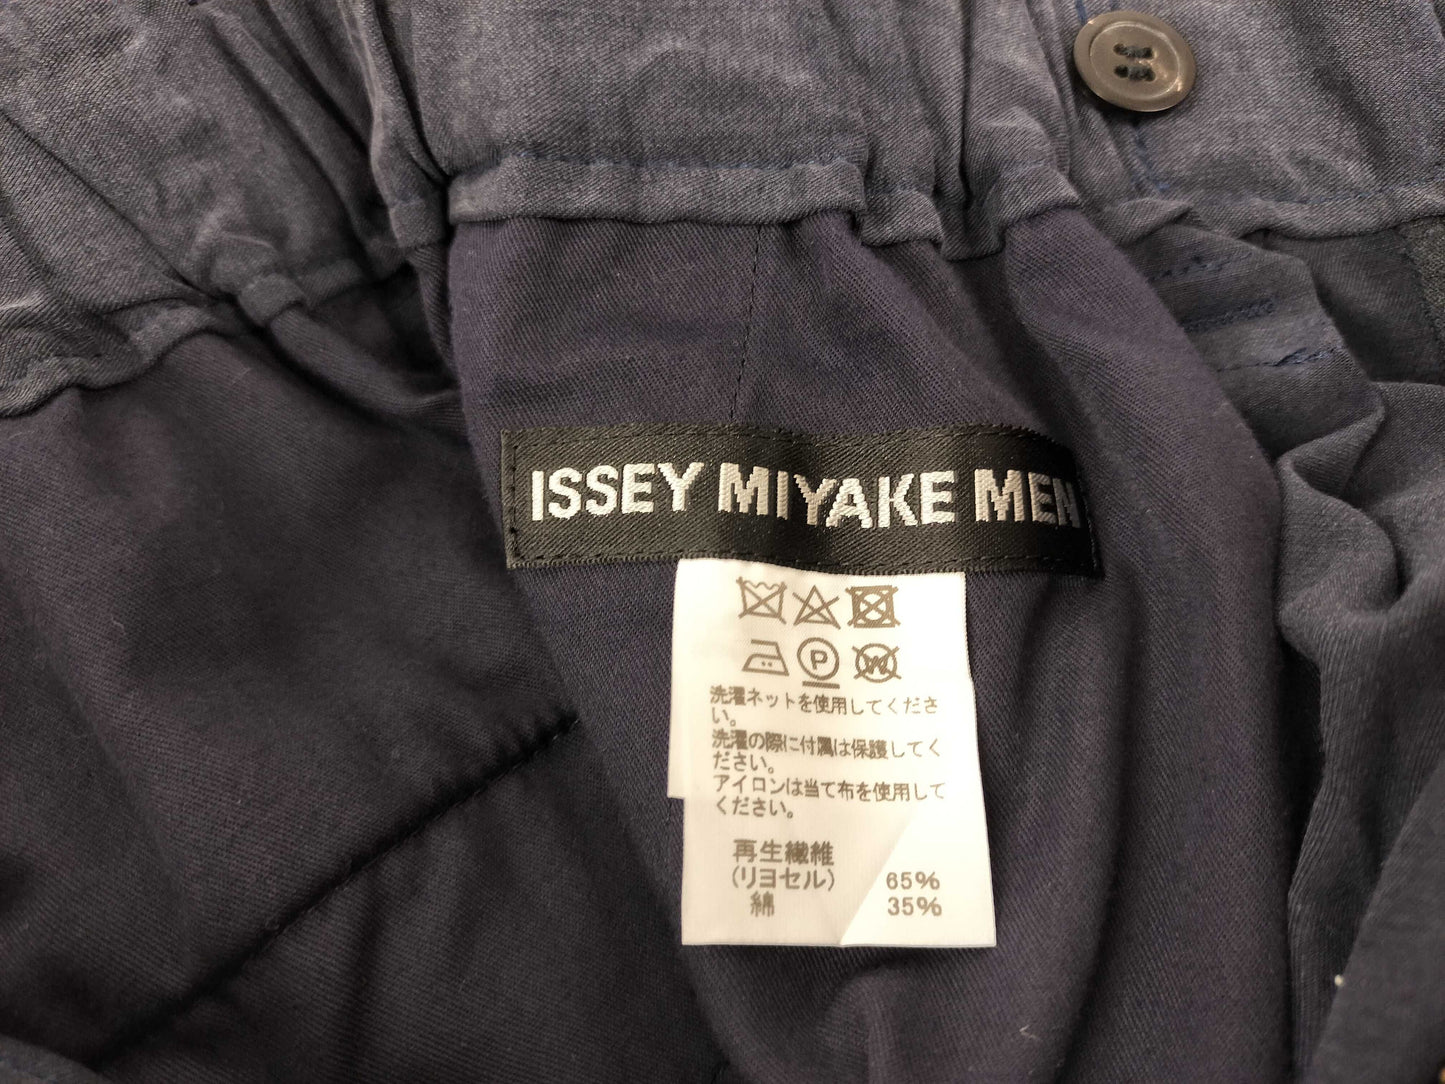 ISSEY MIYAKE MEN
P
W
洗濯ネットを使用してくださ
い。
洗濯の際に付属は保護してく
ださい。
アイロンは当て布を使用して
ください。
再生繊維
(リヨセル) 65%
綿 35%